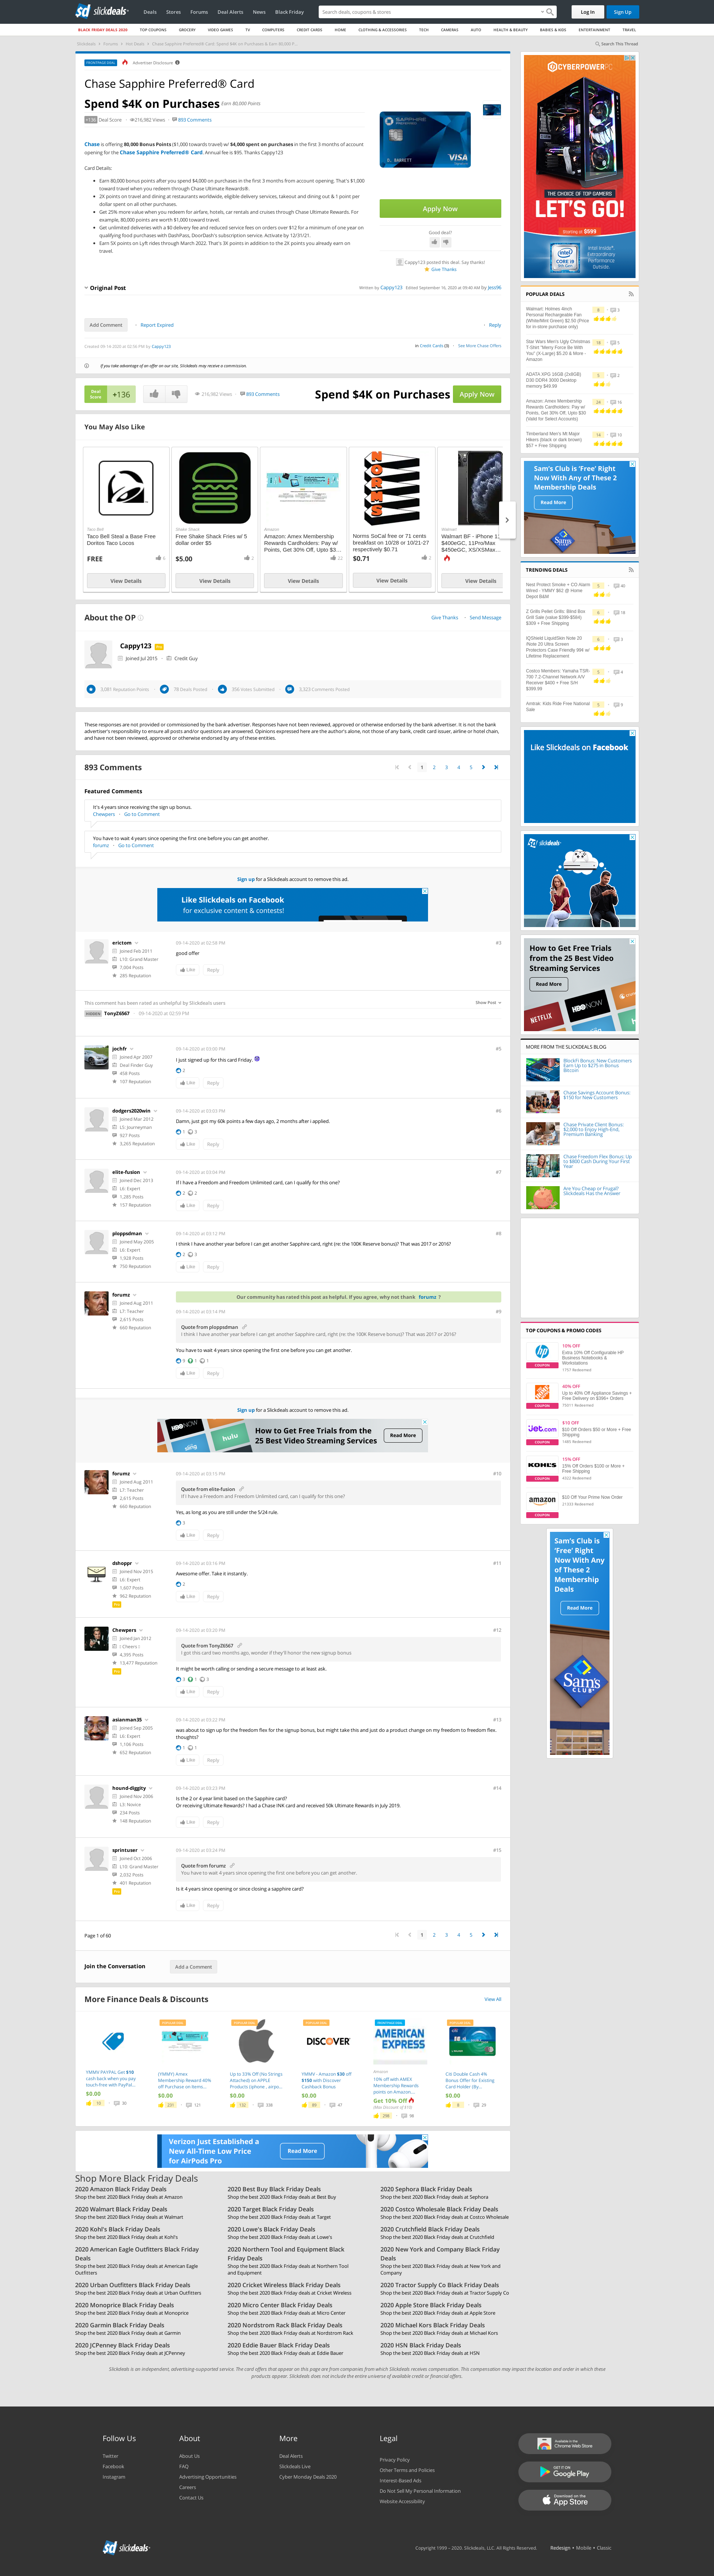 slickdeals
Deals Stores Forums Deal Alerts News Black Friday
Search deals, coupons & stores
Log In Sign Up
BLACK FRIDAY DEALS 2020 TOP COUPONS GROCERY VIDEO GAMES TV COMPUTERS CREDIT CARDS HOME CLOTHING & ACCESSORIES TECH CAMERAS AUTO HEALTH & BEAUTY BABIES & KIDS ENTERTAINMENT TRAVEL
Search This Thread
Advertiser Disclosure
Chase Sapphire Preferred® Card
Spend $4K on Purchases Earn 80,000 Points
+136 Deal Score 216,982 Views 893 Comments
Chase is offering 80,000 Bonus Points ($1,000 towards travel) w/ $4,000 spent on purchases in the first 3 month of account
opening for the Chase Sapphire Preferred® Card. Annual fee is $95. Thanks Cappy123
Card Details:
Earn 80,000 bonus points after you spend $4,000 on purchases in the first 3 months from account opening. That's $1,000
toward travel when you redeem through Chase Ultimate Rewards®.
2X points on travel and dining at restaurants worldwide, eligible delivery services, takeout and dining out & 1 point per
dollar spent on all other purchases.
Get 25% more value when you redeem for airfare, hotels, car rentals and cruises through Chase Ultimate Rewards. For
example, 80,000 points are worth $1,000 toward travel.
Get unlimited deliveries with a $0 delivery fee and reduced service fees on orders over $12 for a minimum of one year on
qualifying food purchases with DashPass, DoorDash's subscription service. Activate by 12/31/21.
Earn 5X points on Lyft rides through March 2022. That's 3X points in addition to the 2X points you already earn on
travel.
Apply Now
Good deal?
Cappy123 posted this deal. Say thanks!
Give Thanks
Original Post
Written by Cappy123 Edited September 16, 2020 at 09:40 AM by Jessi96
Add Comment Report Expired Reply
Created 09-14-2020 at 02:56 PM by Cappy123
in Credit Cards (3) See More Chase Offers
If you take advantage of an offer on our site, Slickdeals may receive a commission.
Deal
Score
+136 216,982 Views 893 Comments Spend $4K on Purchases Apply Now
You May Also Like
Taco Bell
Taco Bell Steal a Base Free
Doritos Taco Locos
FREE
View Details
Shake Shack
Free Shake Shack Fries w/ 5
dollar order $5
$5.00
View Details
Amazon
Amazon: Amex Membership
Rewards Cardholders: Pay w/
Points, Get 30% Off, Upto $3...
View Details
NORMS
Norms SoCal free or 71 cents
breakfast on 10/26 or 10/21-27
respectively $0.71
$0.71
View Details
Walmart
Walmart BF - iPhone 1
$400eGC, 11Pro/Max
$450eGC, XS/XSMax...
View Details
About the OP
Give Thanks Send Message
Cappy123
Joined Jul 2015 Credit Guy
These responses are not provided or commissioned by the bank advertiser. Responses have not been reviewed, approved or otherwise endorsed by the bank advertiser. It is not the bank
advertiser's responsibility to ensure all posts and/or questions are answered. Opinions expressed here are the author's alone, not those of any bank, credit card issuer, airline or hotel chain,
and have not been reviewed, approved or otherwise endorsed by any of these entities.
893 Comments
1 2 3 4 5
Featured Comments
It's 4 years since receiving the sign up bonus.
Chewpers Go to Comment
You have to wait 4 years since opening the first one before you can get another.
forumz Go to Comment
Sign up for a Slickdeals account to remove this ad.
Like Slickdeals on Facebook
for exclusive content & contests!
erictom 09-14-2020 at 02:58 PM #3
Joined Feb 2011
L10: Grand Master
7,004 Posts
285 Reputation
good offer
Like Reply
This comment has been rated as unhelpful by Slickdeals users
Show Post
TonyZ6567 09-14-2020 at 02:59 PM
jochfr 09-14-2020 at 03:00 PM #5
Joined Apr 2007
Deal Finder Guy
458 Posts
107 Reputation
I just signed up for this card Friday.
2
Like Reply
dodgers2020win 09-14-2020 at 03:03 PM #6
Joined Mar 2012
L5: Journeyman
927 Posts
3,265 Reputation
Damn, just got my 60k points a few days ago, 2 months after i applied.
1 3
Like Reply
elite-fusion 09-14-2020 at 03:04 PM #7
Joined Dec 2013
L6: Expert
1,285 Posts
157 Reputation
If I have a Freedom and Freedom Unlimited card, can I qualify for this one?
2 2
Like Reply
ploppsdman 09-14-2020 at 03:12 PM #8
Joined May 2005
L6: Expert
1,928 Posts
750 Reputation
I think I have another year before I can get another Sapphire card, right (re: the 100K Reserve bonus)? That was 2017 or 2016?
2 3
Like Reply
Our community has rated this post as helpful. If you agree, why not thank forumz ?
forumz 09-14-2020 at 03:14 PM #9
Joined Aug 2011
L7: Teacher
2,615 Posts
660 Reputation
Quote from ploppsdman
I think I have another year before I can get another Sapphire card, right (re: the 100K Reserve bonus)? That was 2017 or 2016?
You have to wait 4 years since opening the first one before you can get another.
3 1 1
Like Reply
Sign up for a Slickdeals account to remove this ad.
HBO NOW hulu
How to Get Free Trials from the
25 Best Video Streaming Services
Read More
forumz 09-14-2020 at 03:15 PM #10
Joined Aug 2011
L7: Teacher
2,615 Posts
660 Reputation
Quote from elite-fusion
If I have a Freedom and Freedom Unlimited card, can I qualify for this one?
Yes, as long as you are still under the 5/24 rule.
3
Like Reply
dshoppr 09-14-2020 at 03:16 PM #11
Joined Nov 2015
L6: Expert
1,607 Posts
962 Reputation
Awesome offer. Take it instantly.
2
Like Reply
Chewpers 09-14-2020 at 03:20 PM #12
Joined Jan 2012
/ Cheers /
4,395 Posts
13,477 Reputation
Quote from TonyZ6567
I got this card two months ago, wonder if they'll honor the new signup bonus
It might be worth calling or sending a secure message to at least ask.
3 1 3
Like Reply
asianman35 09-14-2020 at 03:22 PM #13
Joined Sep 2005
L6: Expert
1,106 Posts
652 Reputation
was about to sign up for the freedom flex for the signup bonus, but might take this and just do a product change on my freedom to freedom flex.
thoughts?
1 1
Like Reply
hound-diggity 09-14-2020 at 03:23 PM #14
Joined Nov 2006
L3: Novice
234 Posts
148 Reputation
Is the 2 or 4 year limit based on the Sapphire card?
Or receiving Ultimate Rewards? I had a Chase INK card and received 50k Ultimate Rewards in July 2019.
Like Reply
sprintuser 09-14-2020 at 03:24 PM #15
Joined Oct 2006
L10: Grand Master
2,032 Posts
401 Reputation
Quote from forumz
You have to wait 4 years since opening the first one before you can get another.
Is it 4 years since opening or since closing a sapphire card?
Like Reply
Page 1 of 60
1 2 3 4 5
Join the Conversation Add a Comment
More Finance Deals & Discounts View All
YMMV PAYPAL Get $10
cash back when you pay
touch-free with PayPal...
$0.00
(YMMY) Amex
Membership Reward 40%
off Purchase on Items...
$0.00
Up to 33% Off (No Strings
Attached) on APPLE
Products (iphone , airpo...
$0.00
DISCOVER
YMMV - Amazon $30 off
$150 with Discover
Cashback Bonus
$0.00
AMERICAN
EXPRESS
Amazon
10% off with AMEX
Membership Rewards
points on Amazon...
Get 10% Off
Citi Double Cash 4%
Bonus Offer for Existing
Card Holder (By...
$0.00
Verizon Just Established a
New All-Time Low Price
for AirPods Pro
Read More
Shop More Black Friday Deals
2020 Amazon Black Friday Deals
Shop the best 2020 Black Friday deals at Amazon
2020 Best Buy Black Friday Deals
Shop the best 2020 Black Friday deals at Best Buy
2020 Sephora Black Friday Deals
Shop the best 2020 Black Friday deals at Sephora
2020 Walmart Black Friday Deals
Shop the best 2020 Black Friday deals at Walmart
2020 Target Black Friday Deals
Shop the best 2020 Black Friday deals at Target
2020 Costco Wholesale Black Friday Deals
Shop the best 2020 Black Friday deals at Costco Wholesale
2020 Kohl's Black Friday Deals
Shop the best 2020 Black Friday deals at Kohl's
2020 Lowe's Black Friday Deals
Shop the best 2020 Black Friday deals at Lowe's
2020 Crutchfield Black Friday Deals
Shop the best 2020 Black Friday deals at Crutchfield
2020 American Eagle Outfitters Black Friday
Deals
Shop the best 2020 Black Friday deals at American Eagle
Outfitters
2020 Northern Tool and Equipment Black
Friday Deals
Shop the best 2020 Black Friday deals at Northern Tool
and Equipment
2020 New York and Company Black Friday
Deals
Shop the best 2020 Black Friday deals at New York and
Company
2020 Urban Outfitters Black Friday Deals
Shop the best 2020 Black Friday deals at Urban Outfitters
2020 Cricket Wireless Black Friday Deals
Shop the best 2020 Black Friday deals at Cricket Wireless
2020 Tractor Supply Co Black Friday Deals
Shop the best 2020 Black Friday deals at Tractor Supply Co
2020 Monoprice Black Friday Deals
Shop the best 2020 Black Friday deals at Monoprice
2020 Micro Center Black Friday Deals
Shop the best 2020 Black Friday deals at Micro Center
2020 Apple Store Black Friday Deals
Shop the best 2020 Black Friday deals at Apple Store
2020 Garmin Black Friday Deals
Shop the best 2020 Black Friday deals at Garmin
2020 Nordstrom Rack Black Friday Deals
Shop the best 2020 Black Friday deals at Nordstrom Rack
2020 Michael Kors Black Friday Deals
Shop the best 2020 Black Friday deals at Michael Kors
2020 JCPenney Black Friday Deals
Shop the best 2020 Black Friday deals at JCPenney
2020 Eddie Bauer Black Friday Deals
Shop the best 2020 Black Friday deals at Eddie Bauer
2020 HSN Black Friday Deals
Shop the best 2020 Black Friday deals at HSN
Slickdeals is an independent, advertising-supported service. The card offers that appear on this page are from companies from which Slickdeals receives compensation. This compensation may impact the location and order in which these
products appear. Slickdeals does not include the entire universe of available credit or financial offers.
CYBERPOWERPC
THE CHOICE OF TOP GAMERS
LET'S GO!
Starting at $599
POPULAR DEALS
Walmart: Holmes 4inch
Personal Rechargeable Fan
(White/Mint Green) $2.50 (Price
for in-store purchase only)
Star Wars Men's Ugly Christmas
T-Shirt "Merry Force Be With
You" (X-Large) $5.20 & More -
Amazon
ADATA XPG 16GB (2x8GB)
D30 DDR4 3000 Desktop
memory $49.99
Amazon: Amex Membership
Rewards Cardholders: Pay w/
Points, Get 30% Off, Upto $30
(Valid for Select Accounts)
Timberland Men's Mt Major
Hikers (black or dark brown)
$57 + Free Shipping
Sam's Club is 'Free' Right
Now With Any of These 2
Membership Deals
Read More
TRENDING DEALS
Nest Protect Smoke + CO Alarm
Wired - YMMY $62 @ Home
Depot B&M
Z Grills Pellet Grills: Blind Box
Grill Sale (value $399-$584)
$309 + Free Shipping
IQShield LiquidSkin Note 20
/Note 20 Ultra Screen
Protectors Case Friendly 99¢ w/
Lifetime Replacement
Costco Members: Yamaha TSR-
700 7.2-Channel Network A/V
Receiver $400 + Free S/H
$399.99
Amtrak: Kids Ride Free National
Sale
Like Slickdeals on Facebook
slickdeals
How to Get Free Trials
from the 25 Best Video
Streaming Services
Read More
NETFLIX HBO NOW
MORE FROM THE SLICKDEALS BLOG
BlockFi Bonus: New Customers
Earn Up to $275 in Bonus
Bitcoin
Chase Savings Account Bonus:
$150 for New Customers
Chase Private Client Bonus:
$2,000 to Enjoy High-End,
Premium Banking
Chase Freedom Flex Bonus: Up
to $800 Cash During Your First
Year
Are You Cheap or Frugal?
Slickdeals Has the Answer
TOP COUPONS & PROMO CODES
10% OFF
Extra 10% Off Configurable HP
Business Notebooks &
Workstations
COUPON
40% OFF
Up to 40% Off Appliance Savings +
Free Delivery on $396+ Orders
COUPON
$10 OFF
jet.com
$10 Off Orders $50 or More + Free
Shipping
COUPON
15% OFF
KOHL'S
15% Off Orders $100 or More +
Free Shipping
COUPON
amazon
$10 Off Your Prime Now Order
COUPON
Sam's Club is
'Free' Right
Now With Any
of These 2
Membership
Deals
Read More
SAM'S CLUB
Follow Us
Twitter
Facebook
Instagram
About
About Us
FAQ
Advertising Opportunities
Careers
Contact Us
More
Deal Alerts
Slickdeals Live
Cyber Monday Deals 2020
Legal
Privacy Policy
Other Terms and Policies
Interest-Based Ads
Do Not Sell My Personal Information
Website Accessibility
Available in the
Chrome Web Store
GET IT ON
Google Play
Download on the
App Store
slickdeals
Copyright 1999 – 2020. Slickdeals, LLC. All Rights Reserved. Redesign • Mobile • Classic